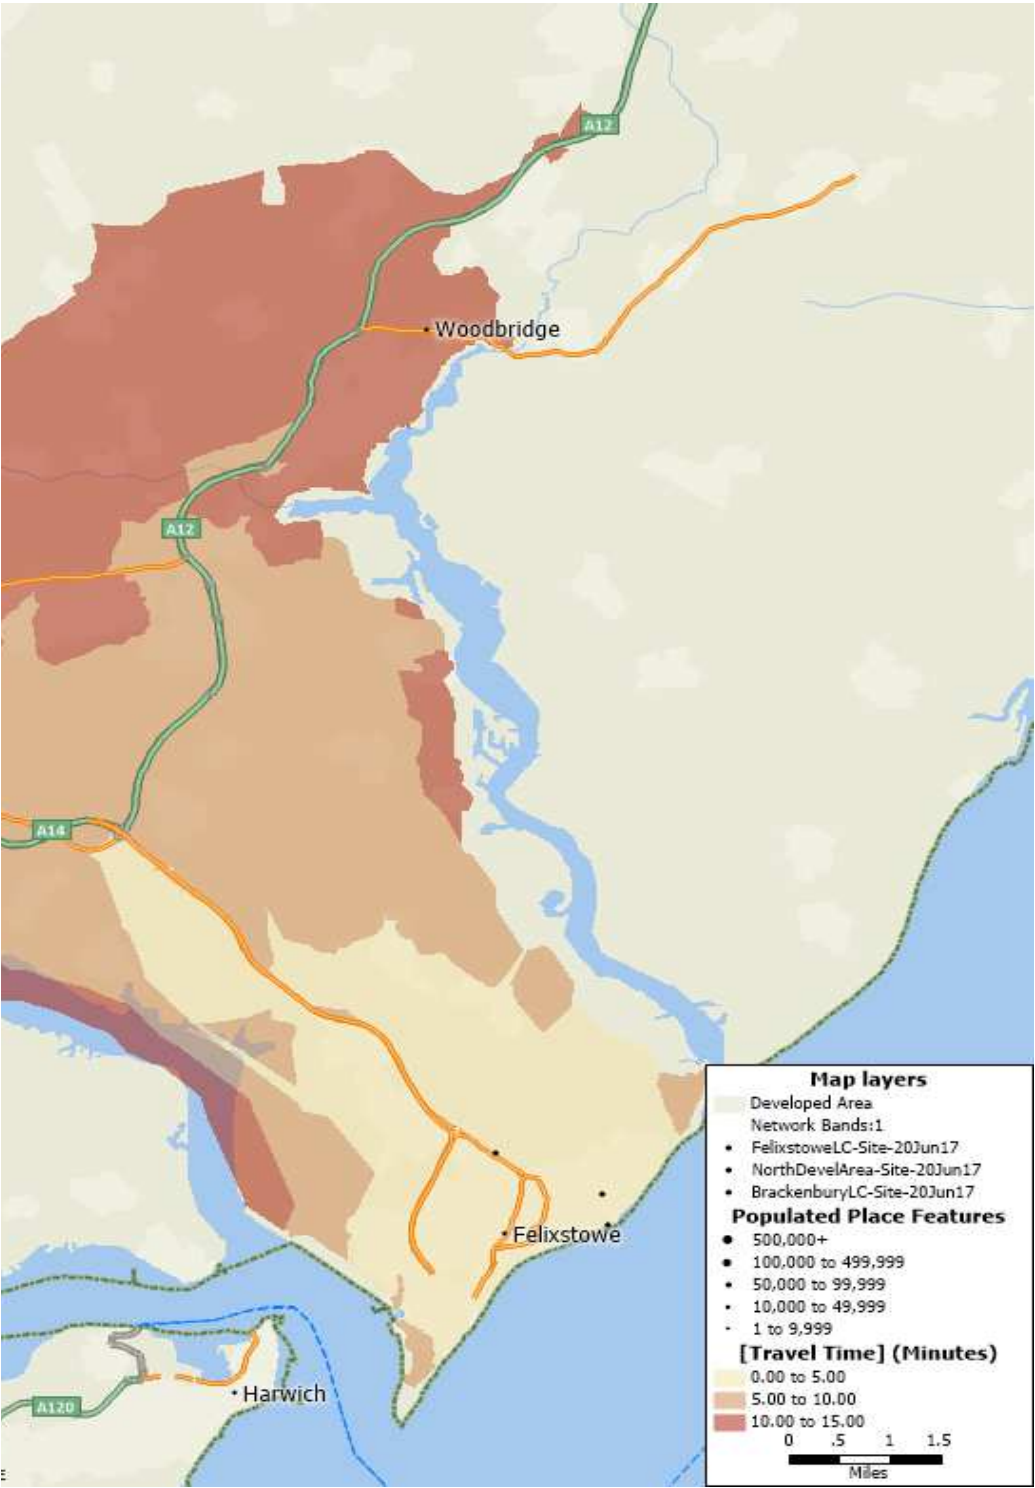 A12
Woodbridge
A12
A14
Felixstowe
Harwich
A120
E
Map layers
Developed Area
Network Bands:1
FelixstoweLC-Site-20Jun17
NorthDevelArea-Site-20Jun17
BrackenburyLC-Site-20Jun17
Populated Place Features
500,000+
100,000 to 499,999
50,000 to 99,999
10,000 to 49,999
1 to 9,999
[Travel Time] (Minutes)
0.00 to 5.00
5.00 to 10.00
10.00 to 15.00
0 .5 1 1.5
Miles